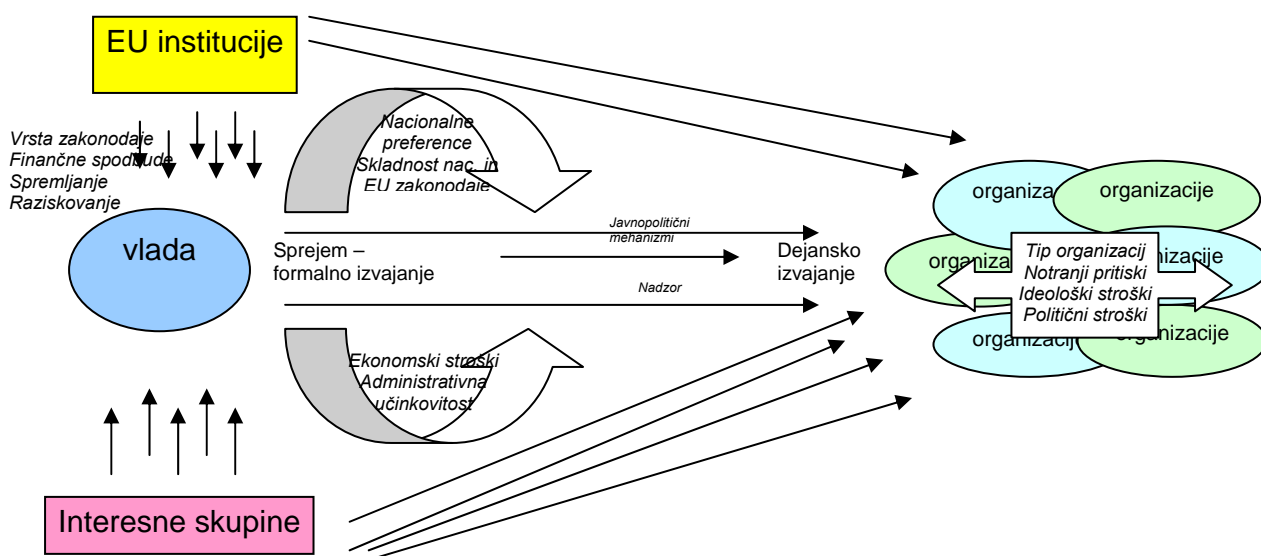 EU institucije
Vrsta zakonodaje
Finančne spodbude
Spremljanje
Raziskovanje
Nacionalne
preference
Skladnost nac. in
EU zakonodaje
vlada
Sprejem –
formalno izvajanje
Javnopolitični
mehanizmi
Nadzor
Dejansko
izvajanje
Ekonomski stroški
Administrativna
učinkovitost
Interesne skupine
organizacije
Tip organizacij
Notranji pritiski
Ideološki stroški
Politični stroški